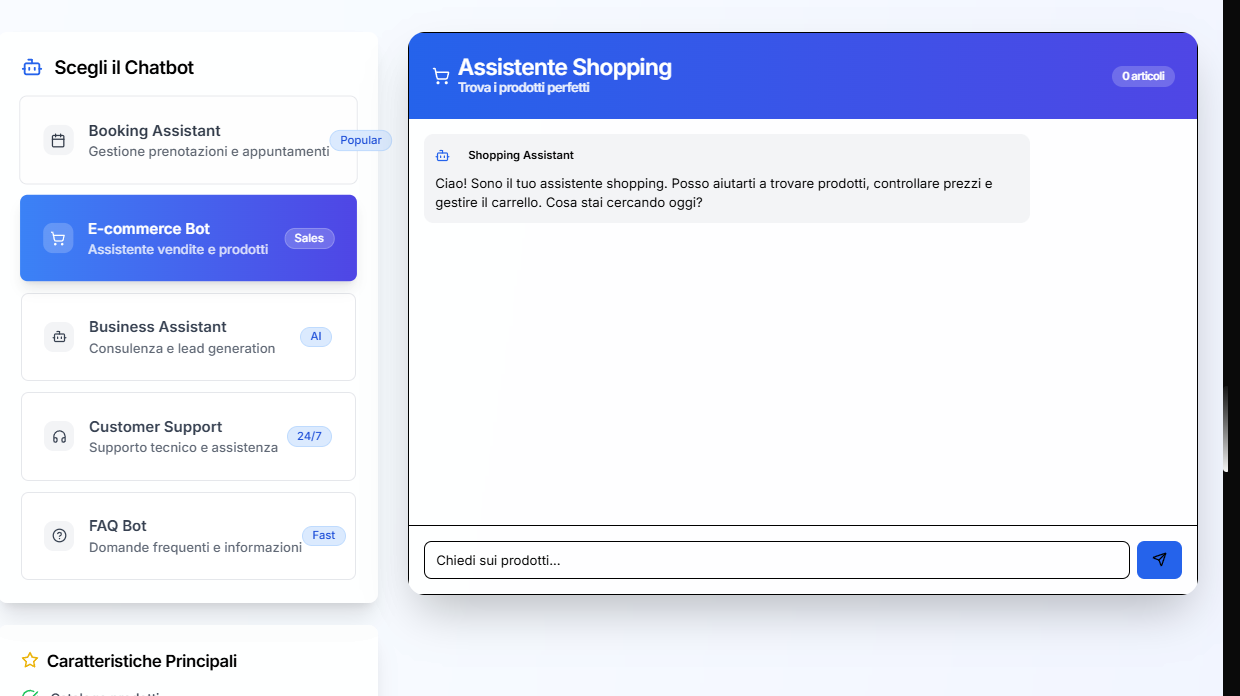 Scegli il Chatbot
Booking Assistant
Gestione prenotazioni e appuntamenti
Popular
E-commerce Bot
Assistente vendite e prodotti
Sales
Business Assistant
Consulenza e lead generation
AI
Customer Support
Supporto tecnico e assistenza
24/7
FAQ Bot
Domande frequenti e informazioni
Fast
Caratteristiche Principali
Assistente Shopping
Trova i prodotti perfetti
0 articoli
Shopping Assistant
Ciao! Sono il tuo assistente shopping. Posso aiutarti a trovare prodotti, controllare prezzi e
gestire il carrello. Cosa stai cercando oggi?
Chiedi sui prodotti...